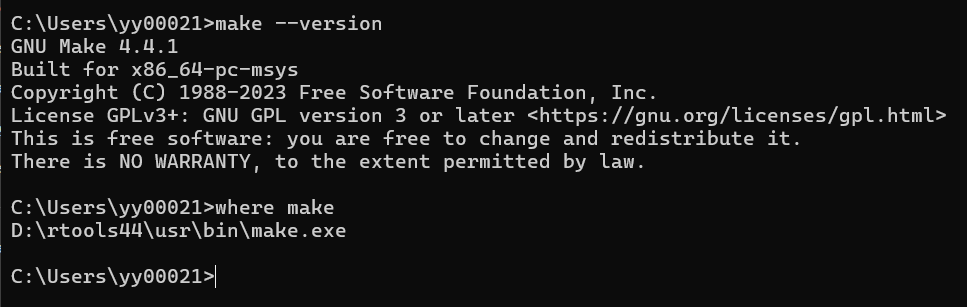 C:\Users\yy00021>make --version
GNU Make 4.4.1
Built for x86_64-pc-msys
Copyright (C) 1988-2023 Free Software Foundation, Inc.
License GPLv3+: GNU GPL version 3 or later <https://gnu.org/licenses/gpl.html>
This is free software: you are free to change and redistribute it.
There is NO WARRANTY, to the extent permitted by law.
C:\Users\yy00021>where make
D:\rtools44\usr\bin\make.exe
C:\Users\yy00021>